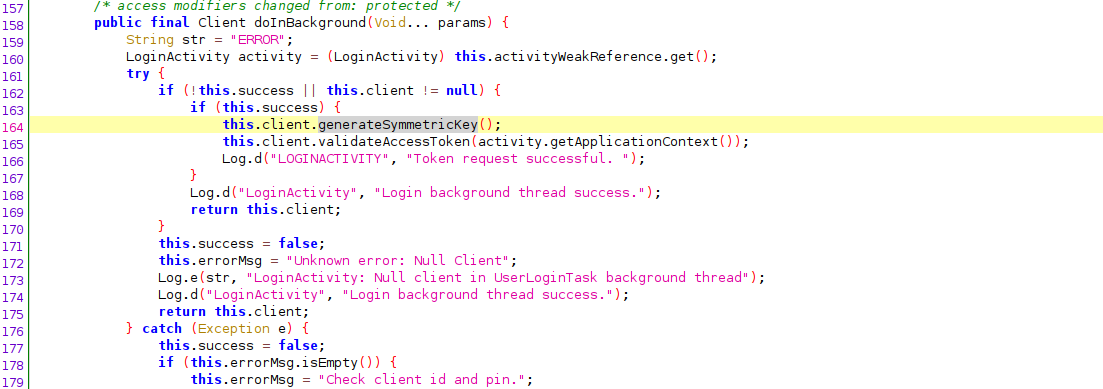 157 /* access modifiers changed from: protected */
158 public final Client doInBackground(Void... params) {
159 String str = "ERROR";
160 LoginActivity activity = (LoginActivity) this.activityWeakReference.get();
161 try {
162 if (!this.success || this.client != null) {
163 if (this.success) {
164 this.client.generateSymmetricKey();
165 this.client.validateAccessToken(activity.getApplicationContext());
166 Log.d("LOGINACTIVITY", "Token request successful. ");
167 }
168 Log.d("LoginActivity", "Login background thread success.");
169 return this.client;
170 }
171 this.success = false;
172 this.errorMsg = "Unknown error: Null Client";
173 Log.e(str, "LoginActivity: Null client in UserLoginTask background thread");
174 Log.d("LoginActivity", "Login background thread success.");
175 return this.client;
176 } catch (Exception e) {
177 this.success = false;
178 if (this.errorMsg.isEmpty()) {
179 this.errorMsg = "Check client id and pin.";